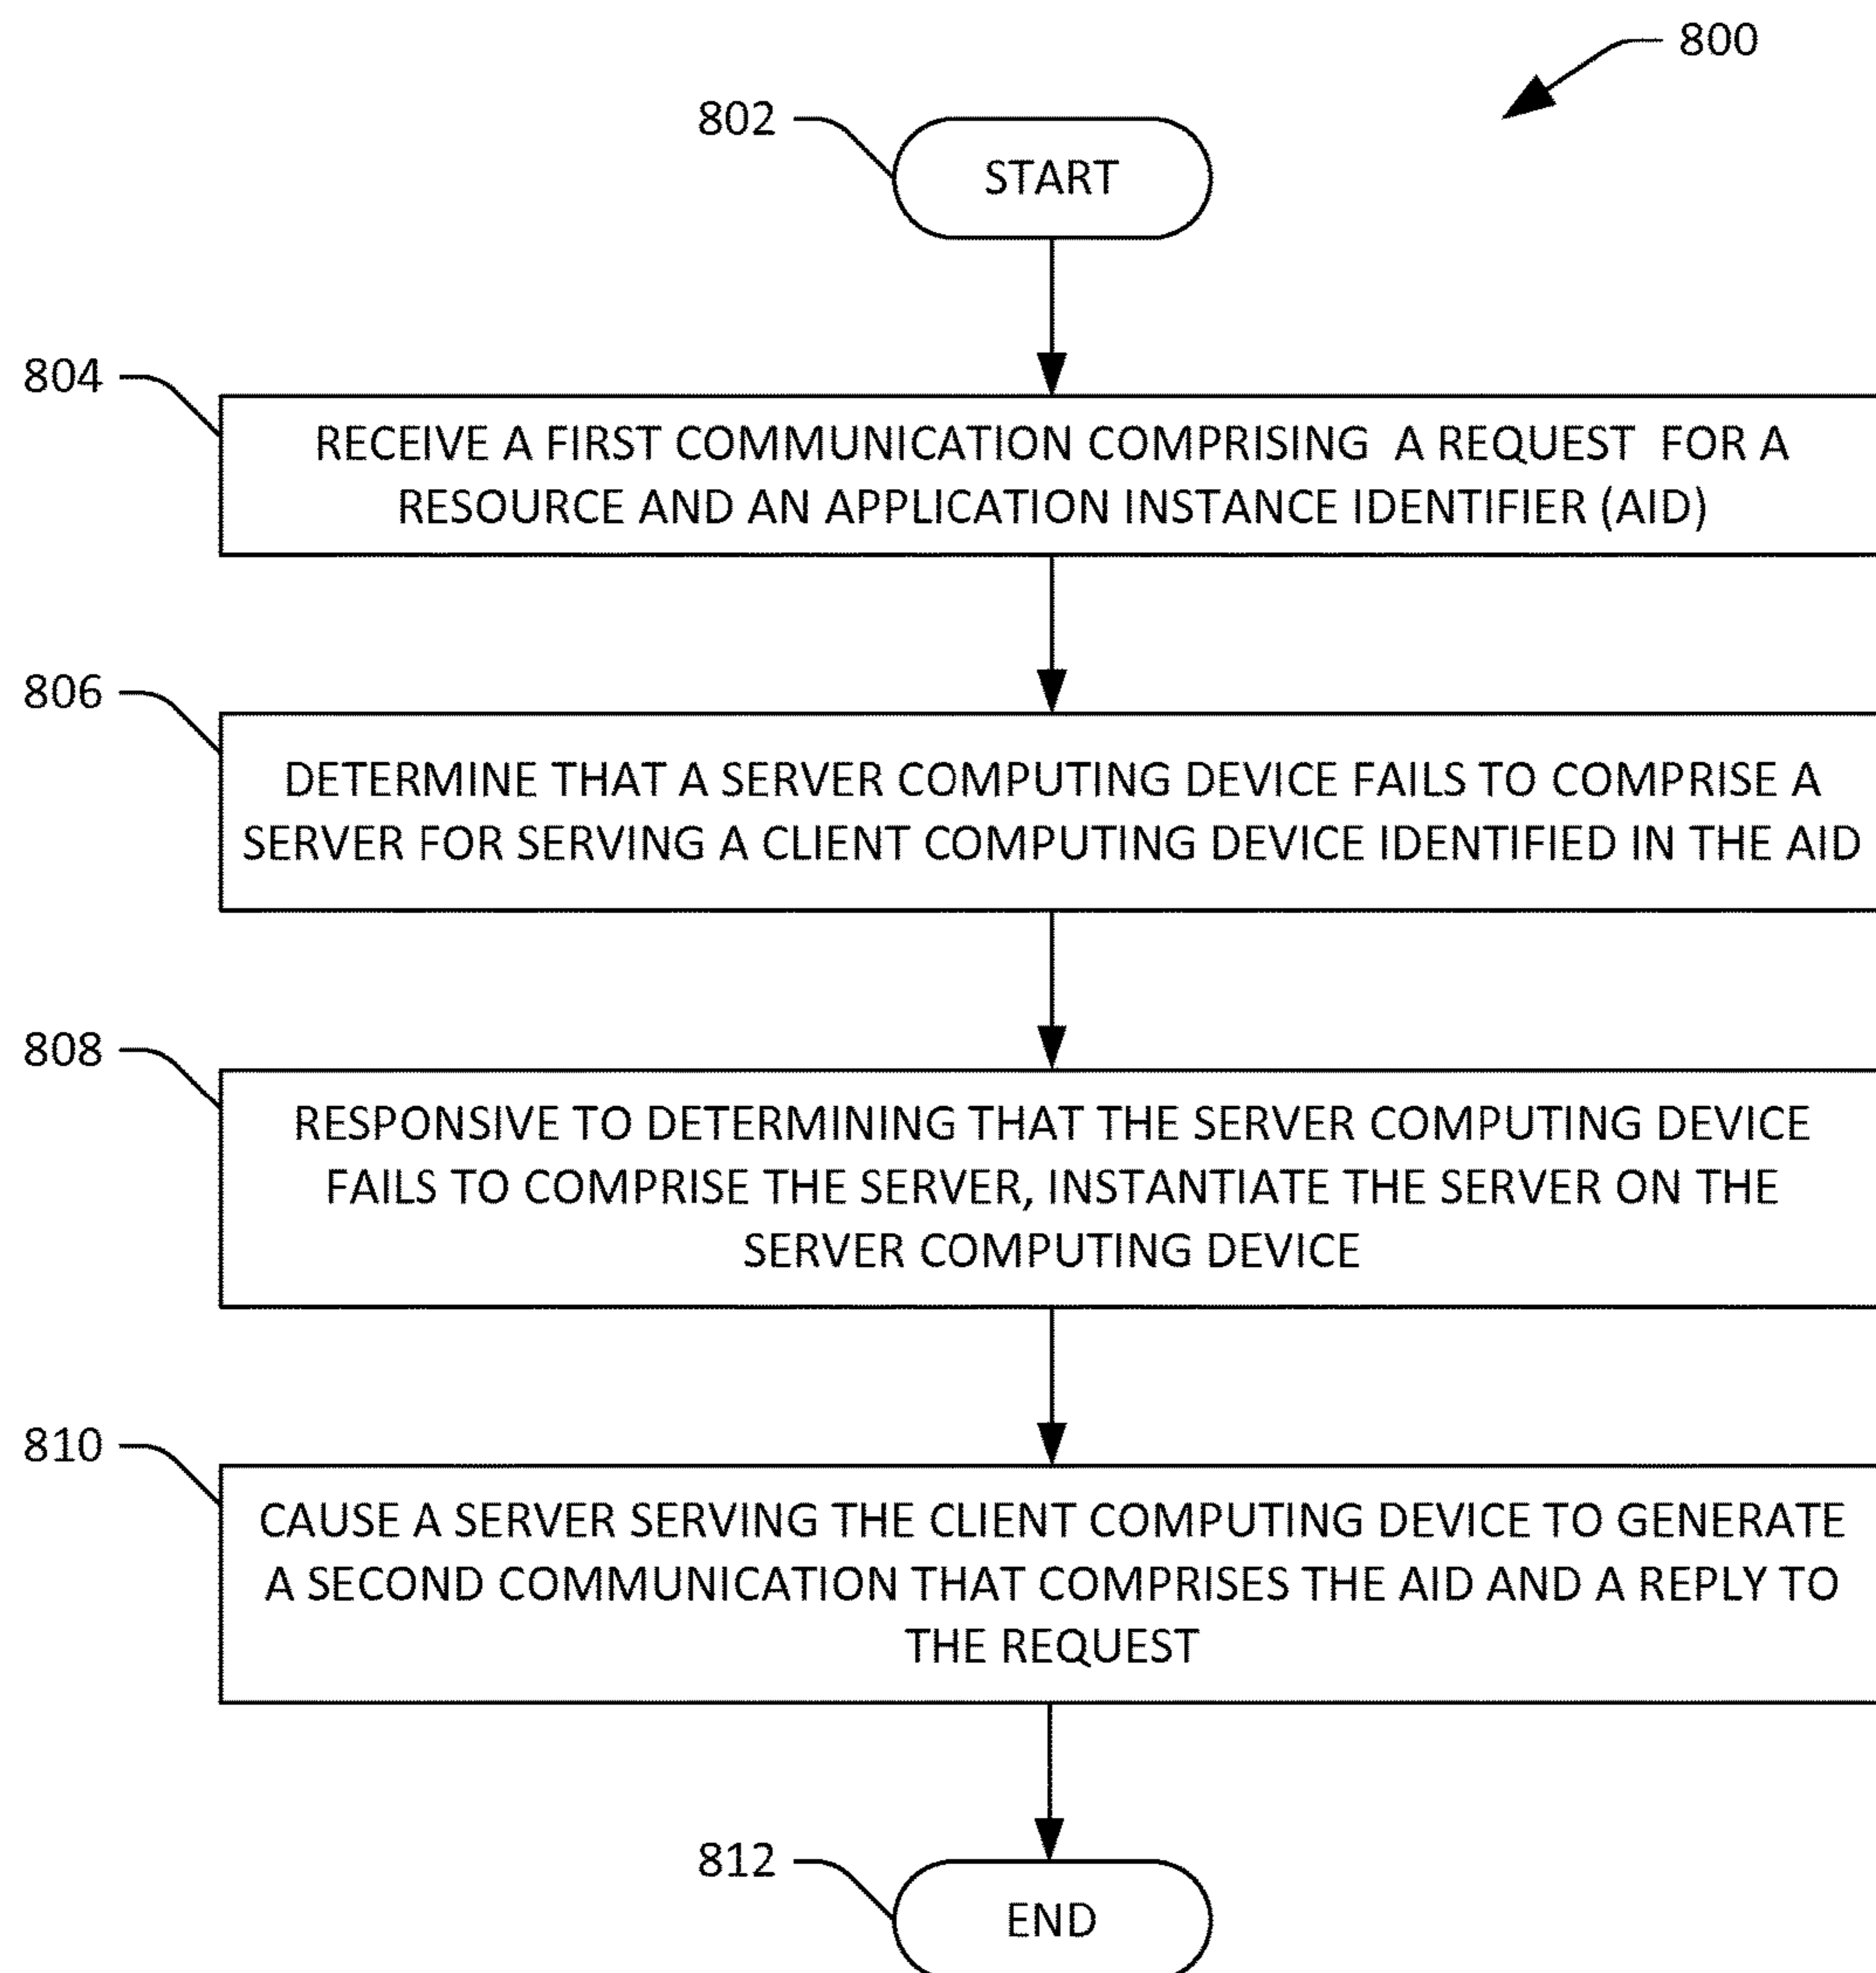 800
802
START
804
RECEIVE A FIRST COMMUNICATION COMPRISING A REQUEST FOR A
RESOURCE AND AN APPLICATION INSTANCE IDENTIFIER (AID)
806
DETERMINE THAT A SERVER COMPUTING DEVICE FAILS TO COMPRISE A
SERVER FOR SERVING A CLIENT COMPUTING DEVICE IDENTIFIED IN THE AID
808
RESPONSIVE TO DETERMINING THAT THE SERVER COMPUTING DEVICE
FAILS TO COMPRISE THE SERVER, INSTANTIATE THE SERVER ON THE
SERVER COMPUTING DEVICE
810
CAUSE A SERVER SERVING THE CLIENT COMPUTING DEVICE TO GENERATE
A SECOND COMMUNICATION THAT COMPRISES THE AID AND A REPLY TO
THE REQUEST
812
END